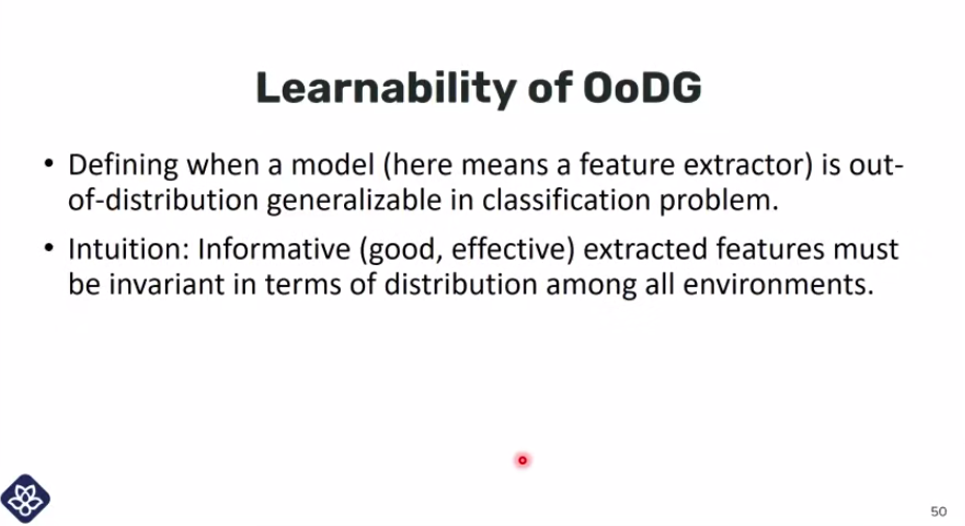 Learnability of OoDG
• Defining when a model (here means a feature extractor) is out-
of-distribution generalizable in classification problem.
• Intuition: Informative (good, effective) extracted features must
be invariant in terms of distribution among all environments.
50